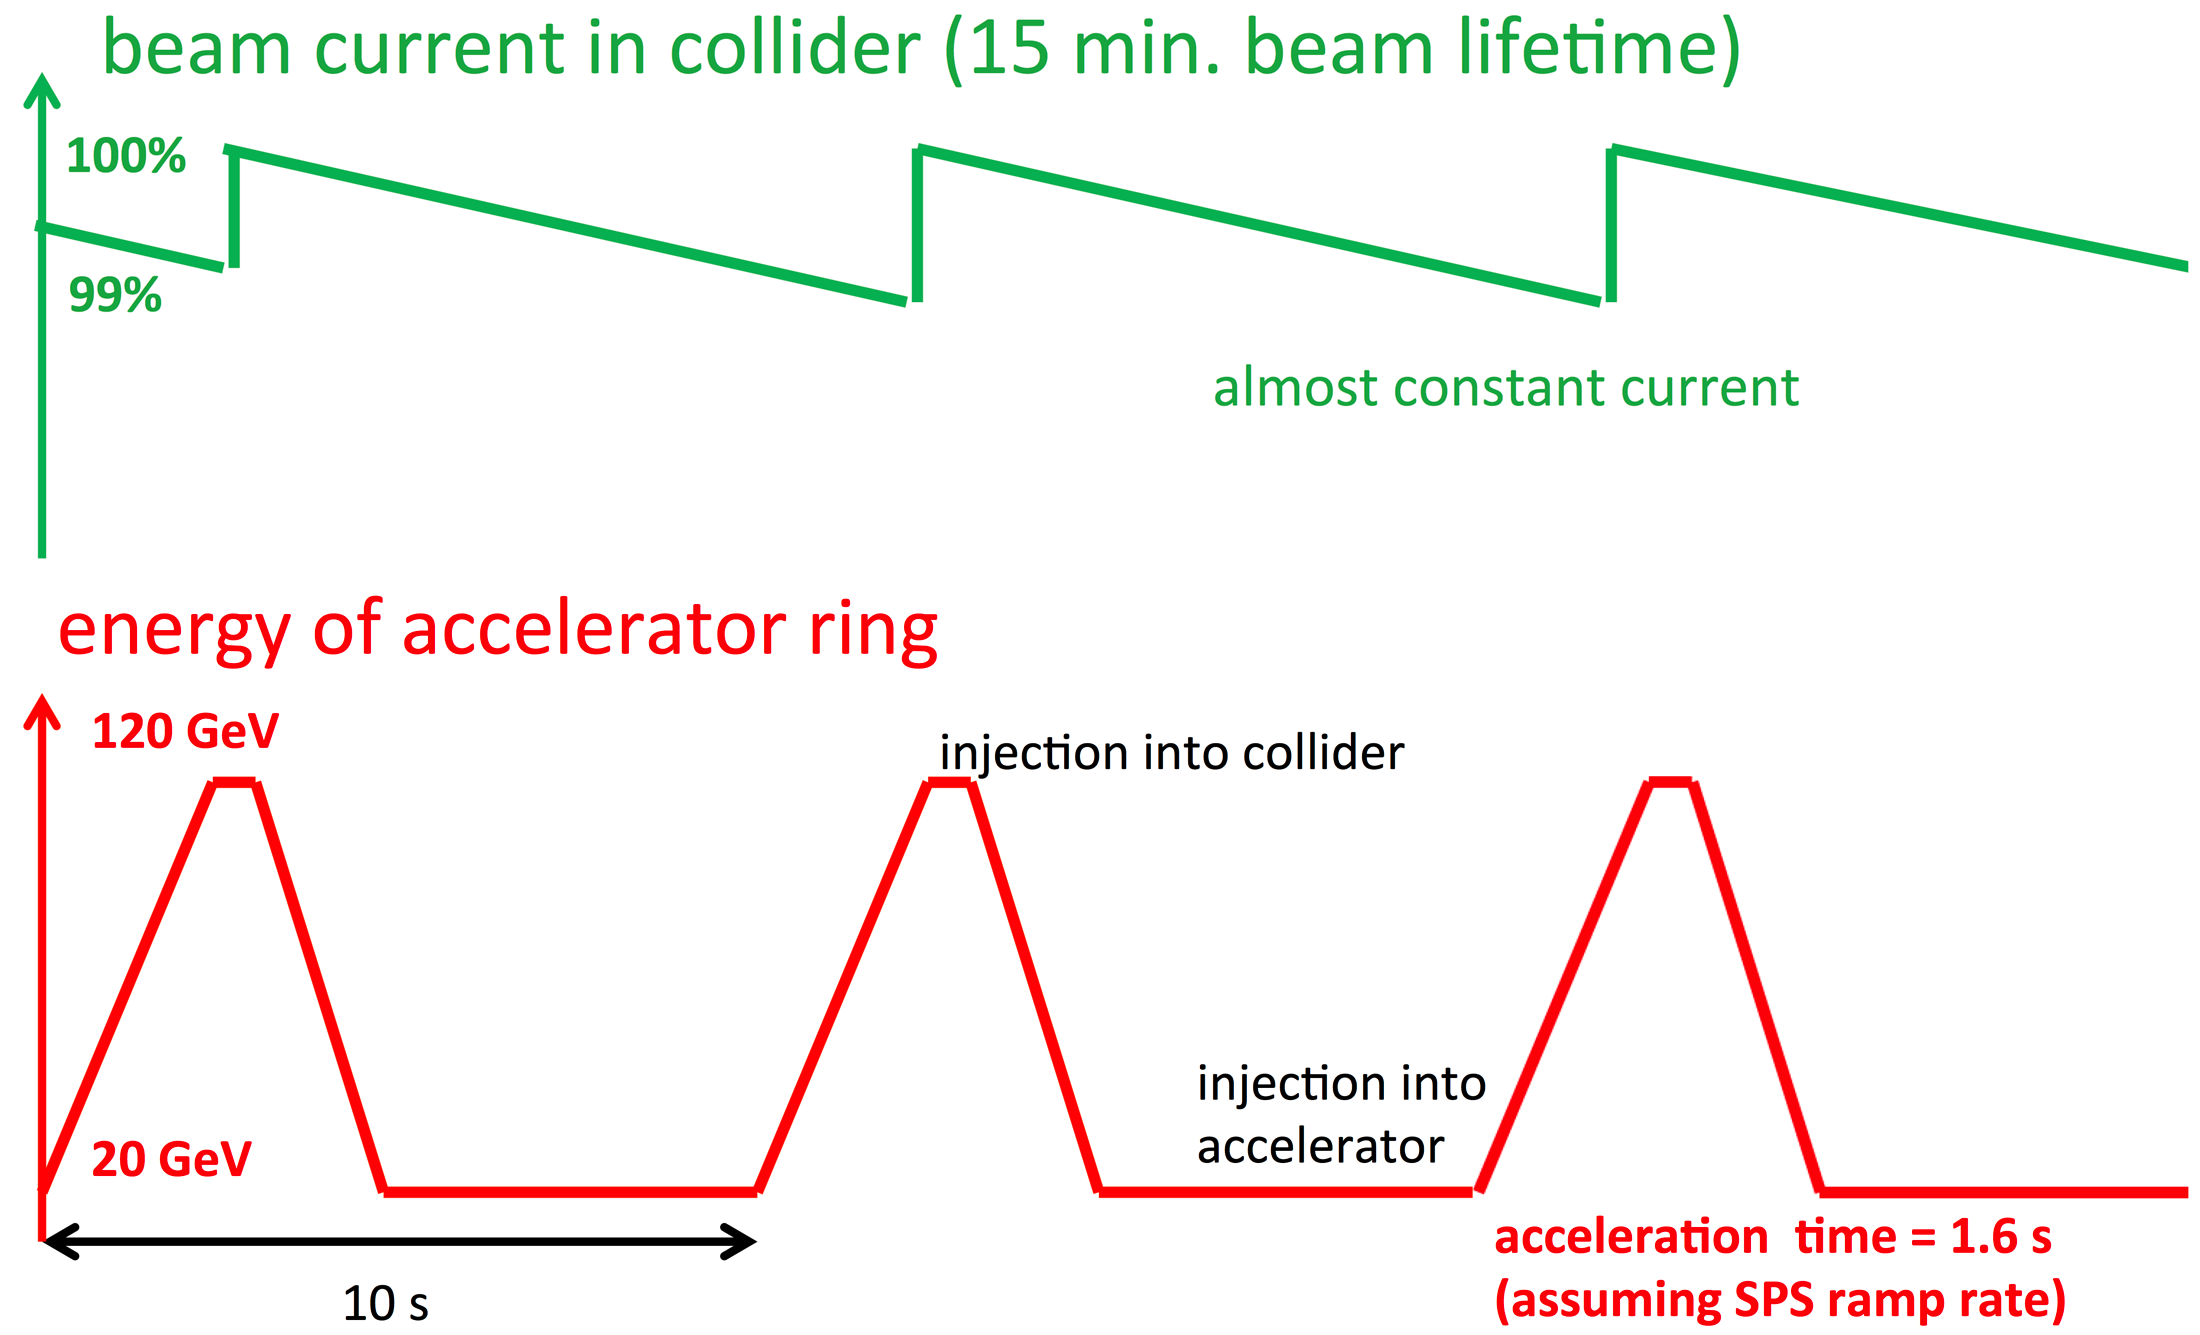 beam current in collider (15 min. beam lifetime)
100%
99%
almost constant current
energy of accelerator ring
120 GeV
injection into collider
injection into
accelerator
20 GeV
acceleration  time = 1.6 s
(assuming SPS ramp rate)
10 s